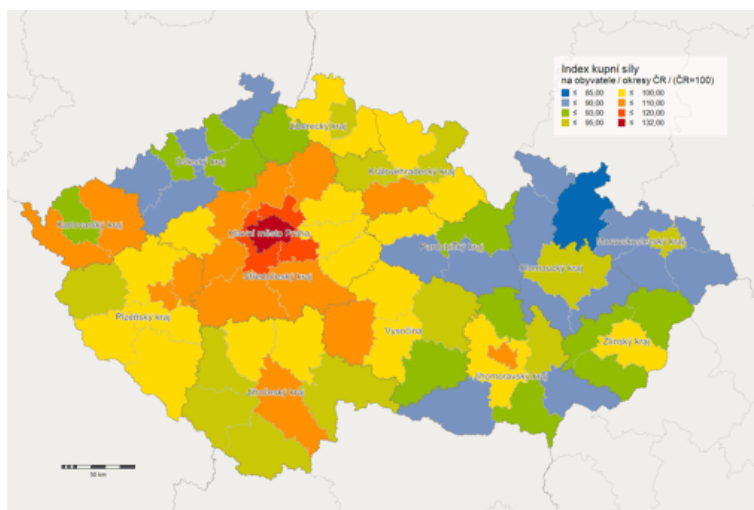 Index kupní síly
na obyvatele / okresy ČR / (ČR=100)
≤ 85,00
≤ 100,00
≤ 90,00
≤ 110,00
≤ 93,00
≤ 120,00
≤ 95,00
≤ 132,00
Liberecký kraj
Ústecký kraj
Královéhradecký kraj
Karlovarský kraj
Hlavní město Praha
Moravskoslezský kraj
Pardubický kraj
Olomoucký kraj
Středočeský kraj
Plzeňský kraj
Vysočina
Zlínský kraj
Jihomoravský kraj
Jihočeský kraj
50 km